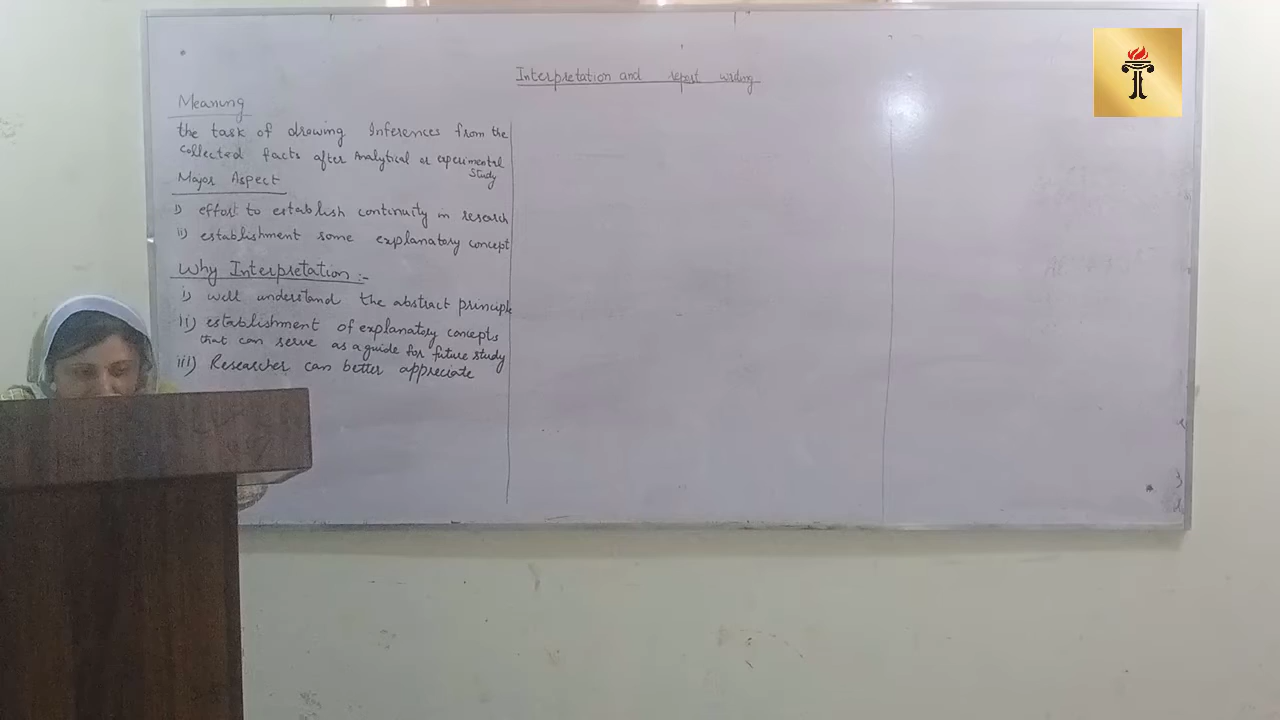 Interpretation and report writing
Meaning
the task of drawing Inferences from the
collected facts after Analytical or experimental
study
Major Aspect
i) effort to establish continuity in research
ii) establishment some explanatory concept
Why Interpretation :-
i) well understand the abstract principle
ii) establishment of explanatory concepts
that can serve as a guide for future study
iii) Researcher can better appreciate